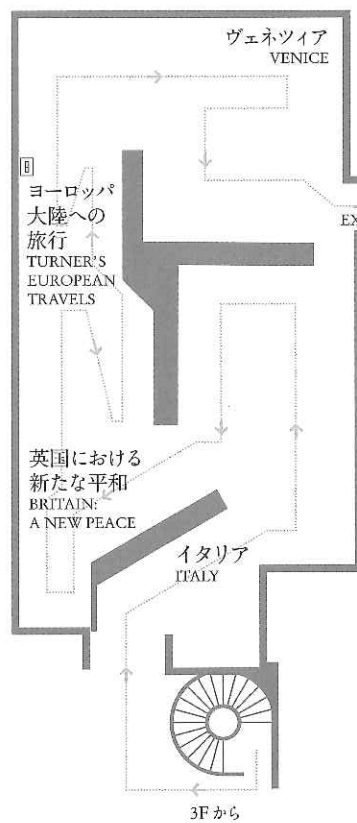 ヴェネツィア
VENICE
EX
ヨーロッパ
大陸への
旅行
TURNER'S
EUROPEAN
TRAVELS
英国における
新たな平和
BRITAIN:
A NEW PEACE
イタリア
ITALY
3Fから